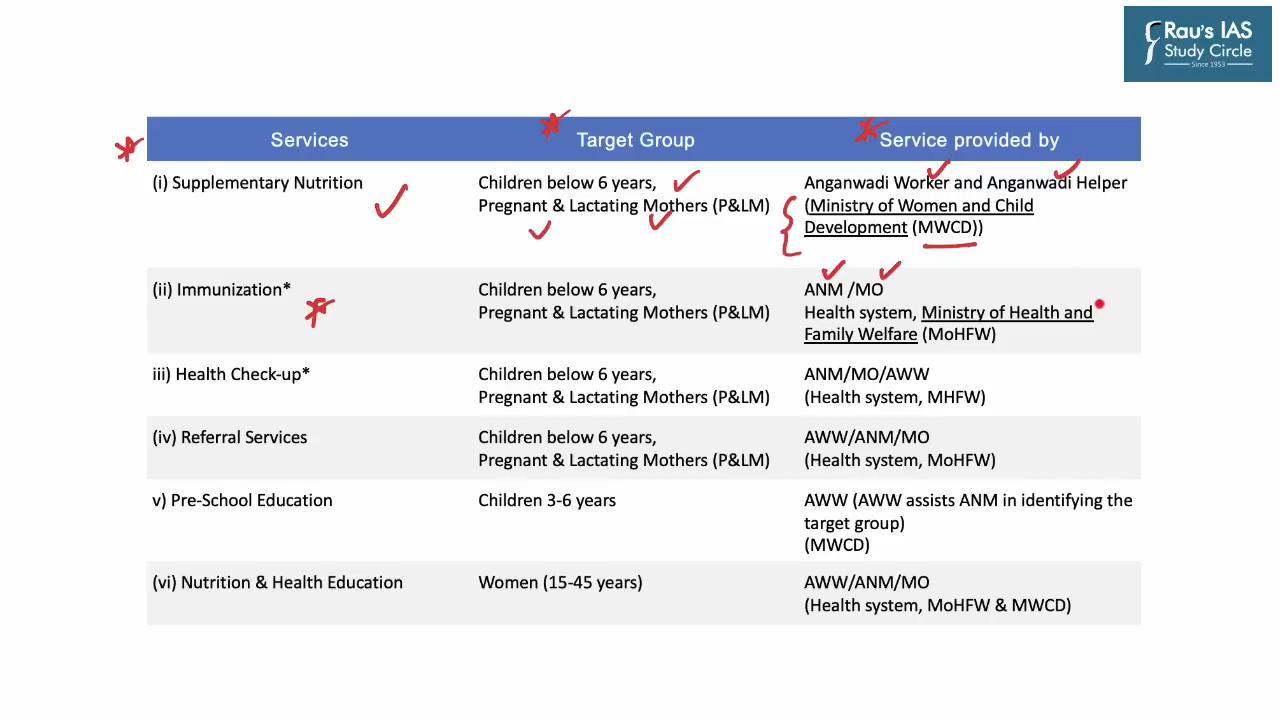 Rau's IAS
Study Circle
Since 1953
Services
Target Group
Service provided by
(i) Supplementary Nutrition
Children below 6 years,
Pregnant & Lactating Mothers (P&LM)
Anganwadi Worker and Anganwadi Helper
(Ministry of Women and Child
Development (MWCD))
(ii) Immunization*
Children below 6 years,
Pregnant & Lactating Mothers (P&LM)
ANM /MO
Health system, Ministry of Health and
Family Welfare (MoHFW)
iii) Health Check-up*
Children below 6 years,
Pregnant & Lactating Mothers (P&LM)
ANM/MO/AWW
(Health system, MHFW)
(iv) Referral Services
Children below 6 years,
Pregnant & Lactating Mothers (P&LM)
AWW/ANM/MO
(Health system, MoHFW)
v) Pre-School Education
Children 3-6 years
AWW (AWW assists ANM in identifying the
target group)
(MWCD)
(vi) Nutrition & Health Education
Women (15-45 years)
AWW/ANM/MO
(Health system, MoHFW & MWCD)